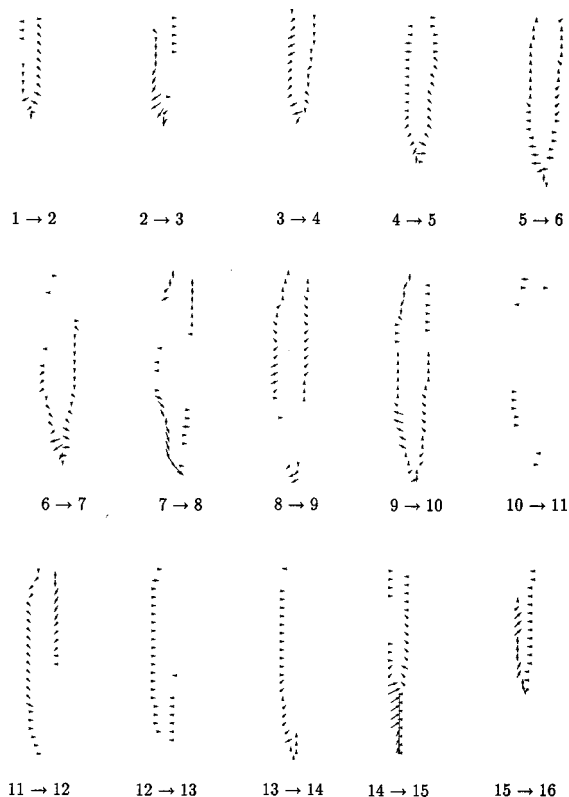 1 → 2 2 → 3 3 → 4 4 → 5 5 → 6
6 → 7 7 → 8 8 → 9 9 → 10 10 → 11
11 → 12 12 → 13 13 → 14 14 → 15 15 → 16